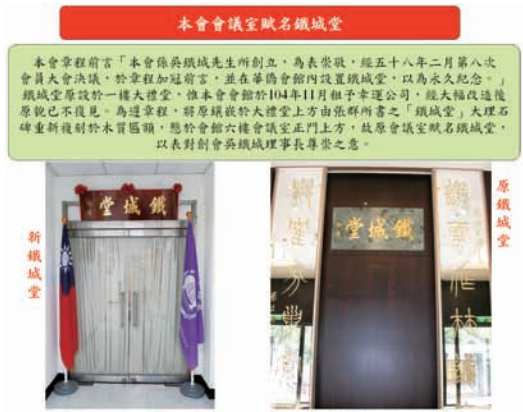 本會會議室賦名鐵城堂
本會章程前言「本會係吳鐵城先生所創立，為表崇敬，經五十八年二月第八次
會員大會決議，於章程加冠前言，並在華僑會館內設置鐵城堂，以為永久紀念。」
鐵城堂原設於一樓大禮堂，惟本會會館於104年11月租予幸運公司，經大幅改造後
原貌已不復見。為遵章程，將原鑲嵌於大禮堂上方由張群所書之「鐵城堂」大理石
碑重新複刻於木質匾額，懸於會館六樓會議室正門上方，故原會議室賦名鐵城堂，
以表對創會吳鐵城理事長尊崇之意。
新鐵城堂
鐵城堂
鐵城堂
原鐵城堂